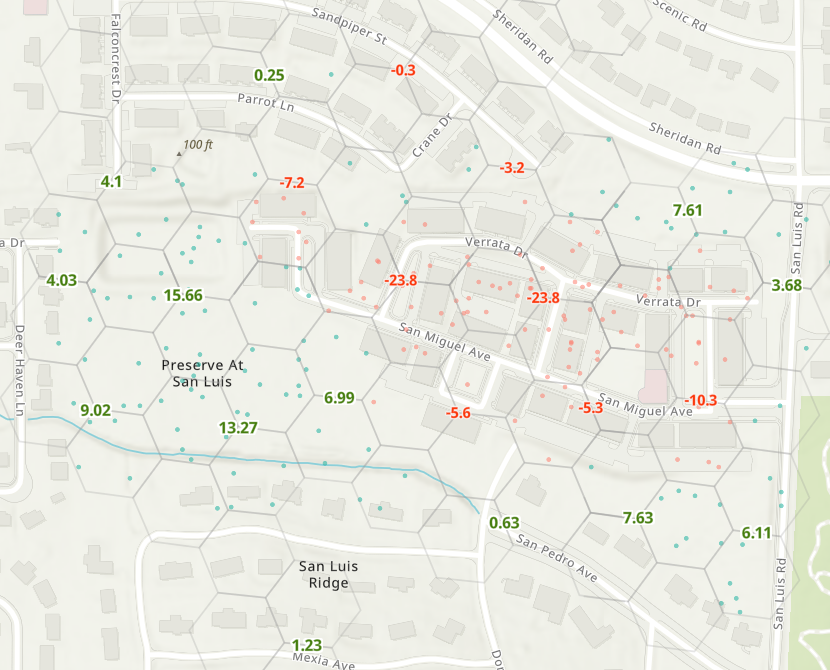 Sandpiper St
Sheridan Rd
Scenic Rd
Falconcrest Dr
0.25
-0.3
Parrot Ln
Crane Dr
Sheridan Rd
100 ft
4.1
-7.2
-3.2
7.61
San Luis Rd
a Dr
Verrata Dr
4.03
15.66
-23.8
-23.8
3.68
Verrata Dr
Deer Haven Ln
San Miguel Ave
Preserve At
San Luis
9.02
13.27
6.99
-5.6
-5.3
San Miguel Ave
-10.3
0.63
7.63
6.11
San Pedro Ave
San Luis
Ridge
San Luis Rd
1.23
Mexia Ave